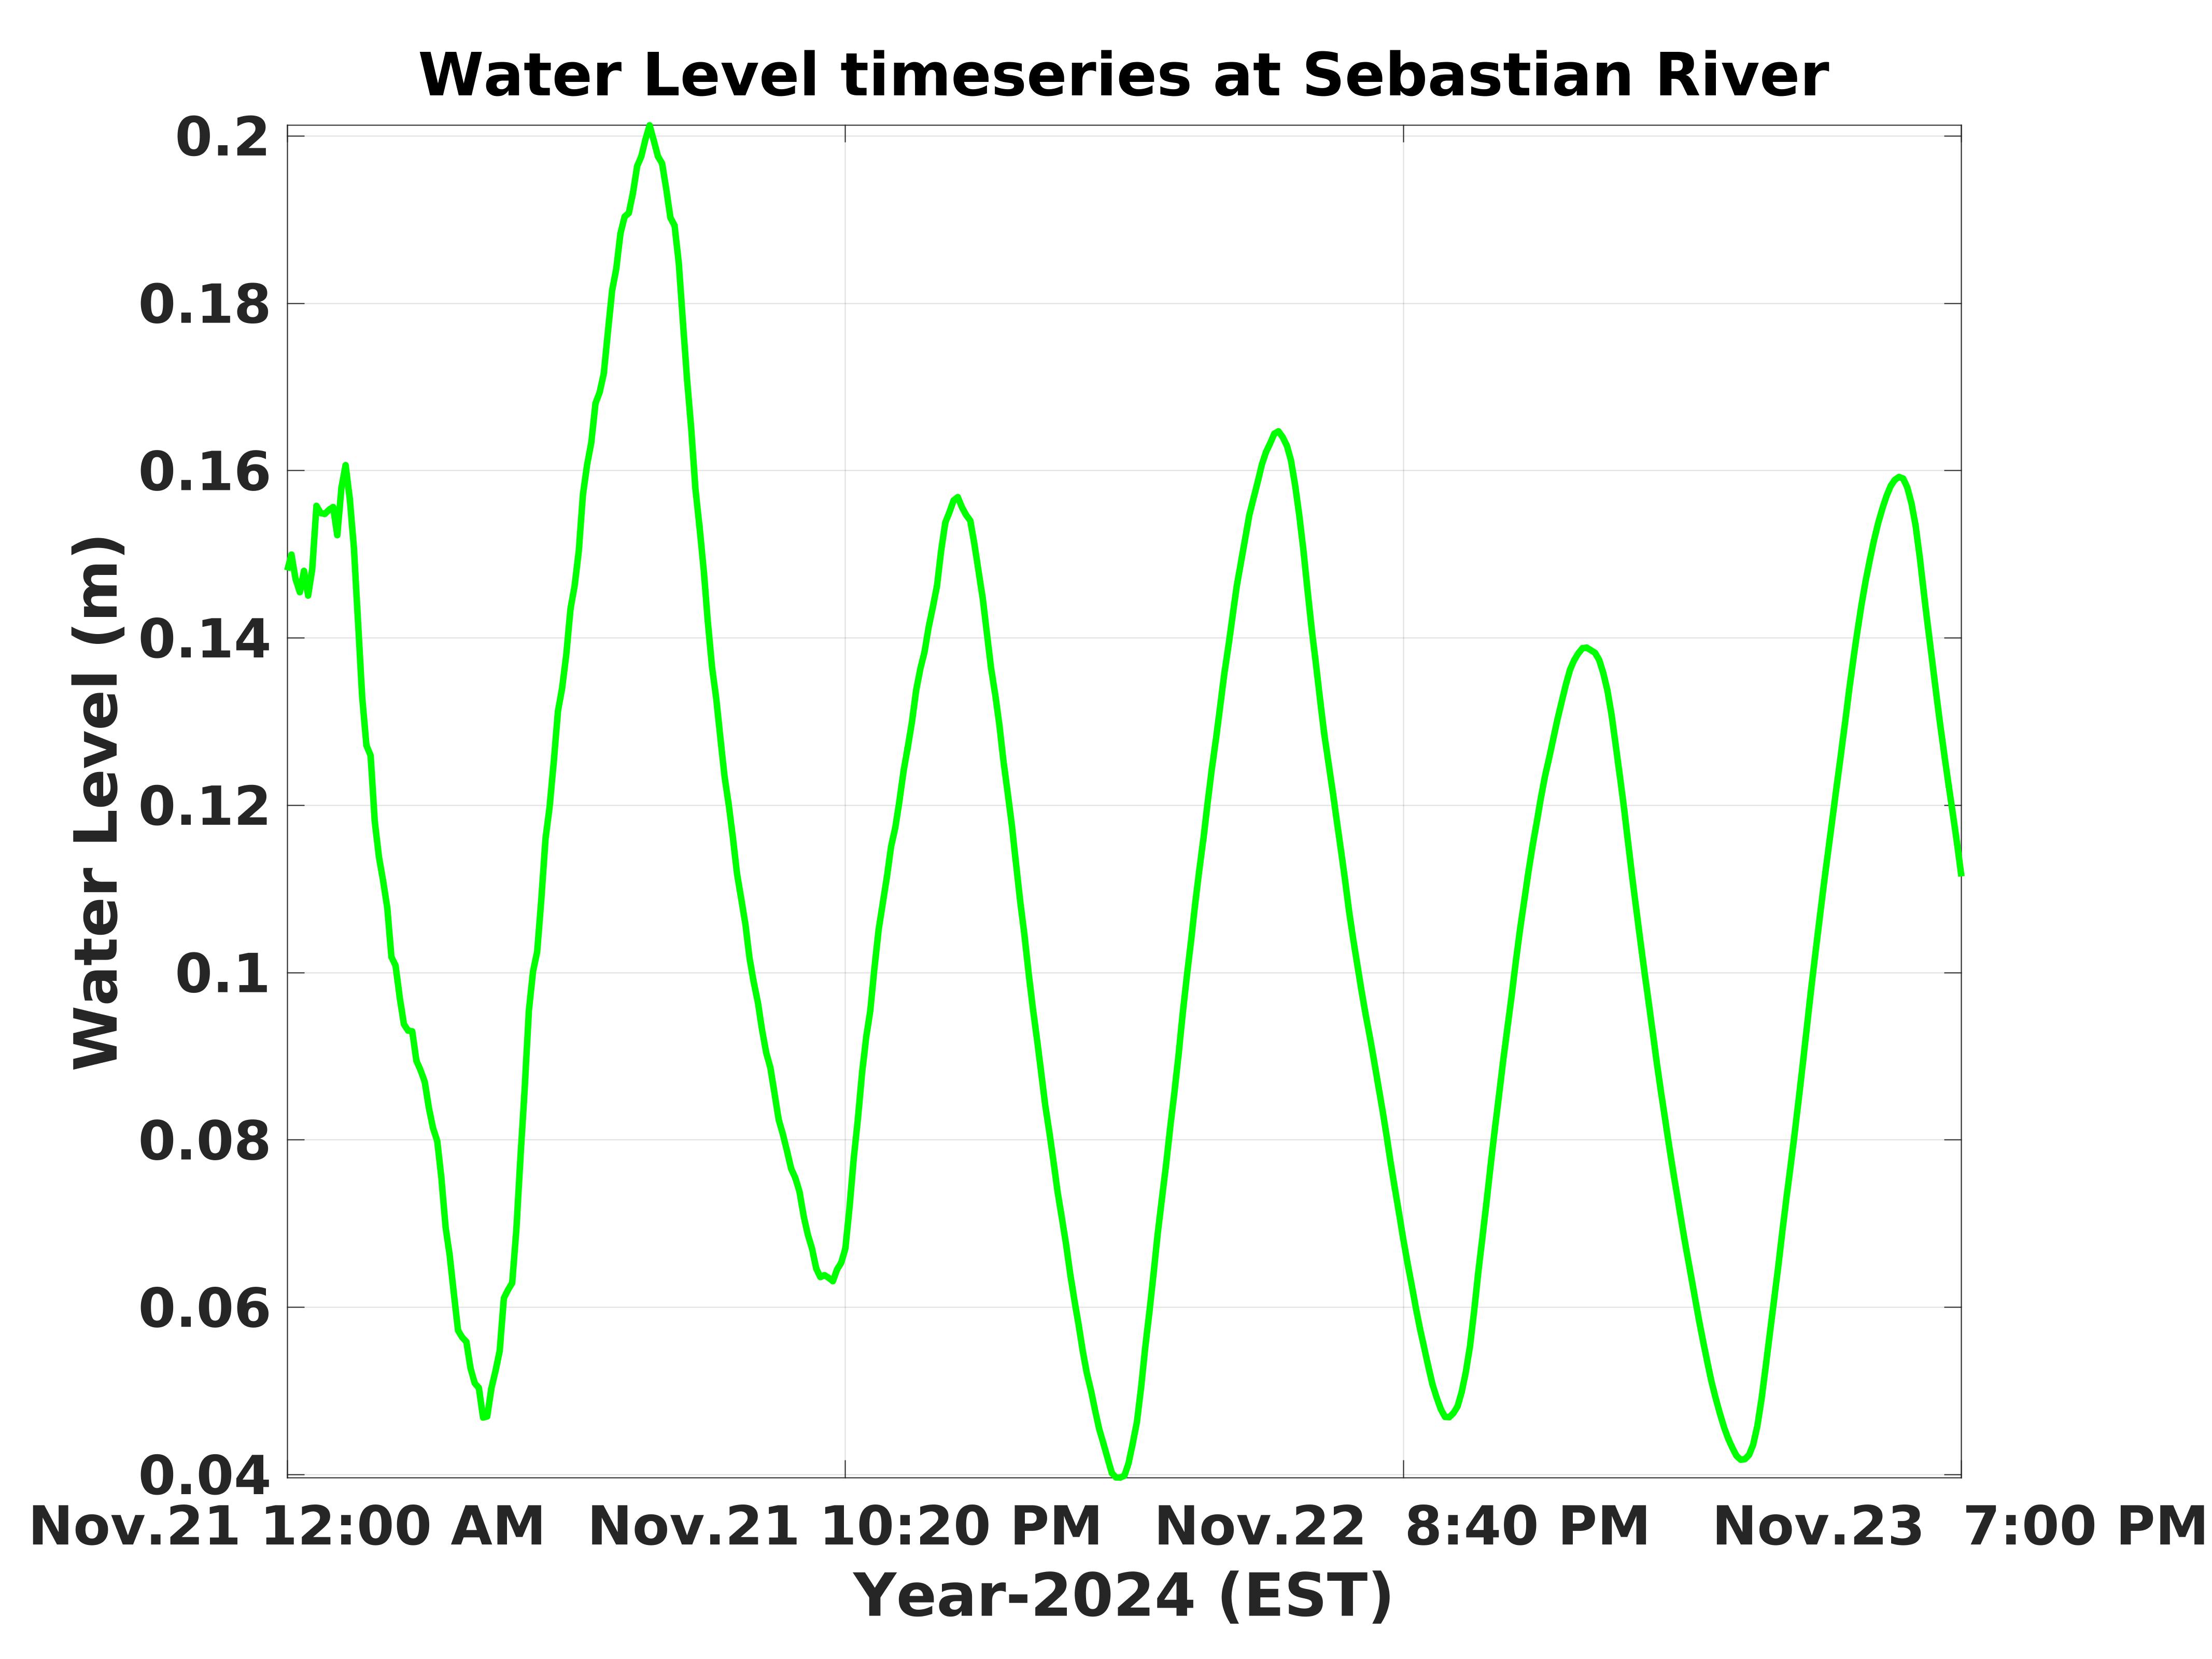 Water Level timeseries at Sebastian River
0.2
0.18
0.16
0.14
0.12
0.1
0.08
0.06
0.04
Water Level (m)
Nov.21 12:00 AM Nov.21 10:20 PM Nov.22 8:40 PM Nov.23 7:00 PM
Year-2024 (EST)